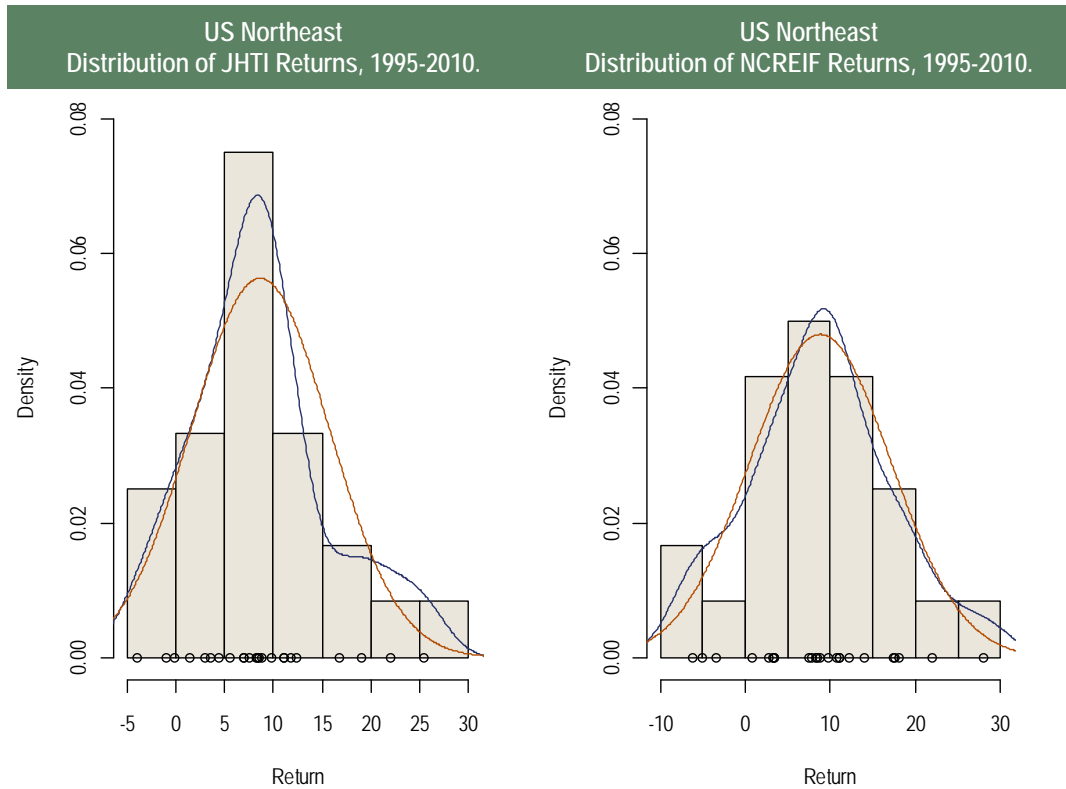 US Northeast
Distribution of JHTI Returns, 1995-2010.
0.08
0.06
0.04
0.02
0.00
Density
-5 0 5 10 15 20 25 30
Return
US Northeast
Distribution of NCREIF Returns, 1995-2010.
0.08
0.06
0.04
0.02
0.00
Density
-10 0 10 20 30
Return